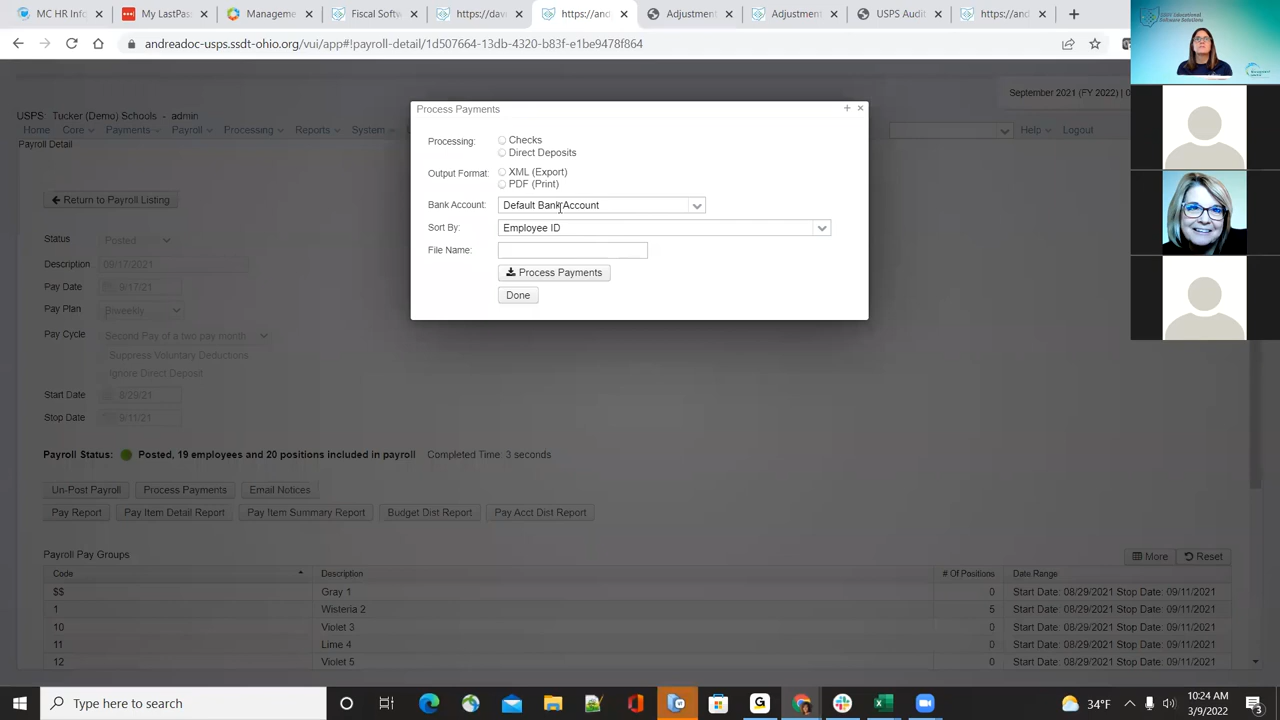 MC HR Infor
My LastPass
Manageme
Fiscal Softw
https://and
https://and
Adjustment
Adjustment
https://and
andreadoc-usps.ssdt-ohio.org/vui/app#!payroll-detail/
4320-b83f-e1be9478f864
SSDT Educational
Software Solutions
September 2021 (FY 2022)
USPS Tucker (Demo) School
admin
Home Core Payments Payroll Processing Reports System
Help Logout
Payroll Detail
Process Payments
Processing:
Checks
Direct Deposits
Output Format:
XML (Export)
PDF (Print)
Bank Account:
Default Bank Account
Sort By:
Employee ID
File Name:
Process Payments
Done
Return to Payroll Listing
Status Posted
Description 09/17/2021
Pay Date 9/17/21
Pay Plan Biweekly
Pay Cycle Second Pay of a two pay month
Suppress Voluntary Deductions
Ignore Direct Deposit
Start Date 8/29/21
Stop Date 9/11/21
Payroll Status: Posted, 19 employees and 20 positions included in payroll Completed Time: 3 seconds
Un-Post Payroll Process Payments Email Notices
Pay Report Pay Item Detail Report Pay Item Summary Report Budget Dist Report Pay Acct Dist Report
Payroll Pay Groups
More Reset
Code Description # Of Positions Date Range
$$ Gray 1 0 Start Date: 08/29/2021 Stop Date: 09/11/2021
1 Wisteria 2 5 Start Date: 08/29/2021 Stop Date: 09/11/2021
10 Violet 3 0 Start Date: 08/29/2021 Stop Date: 09/11/2021
11 Lime 4 0 Start Date: 08/29/2021 Stop Date: 09/11/2021
12 Violet 5 0 Start Date: 08/29/2021 Stop Date: 09/11/2021
Type here to search
34°F
10:24 AM
3/9/2022
3